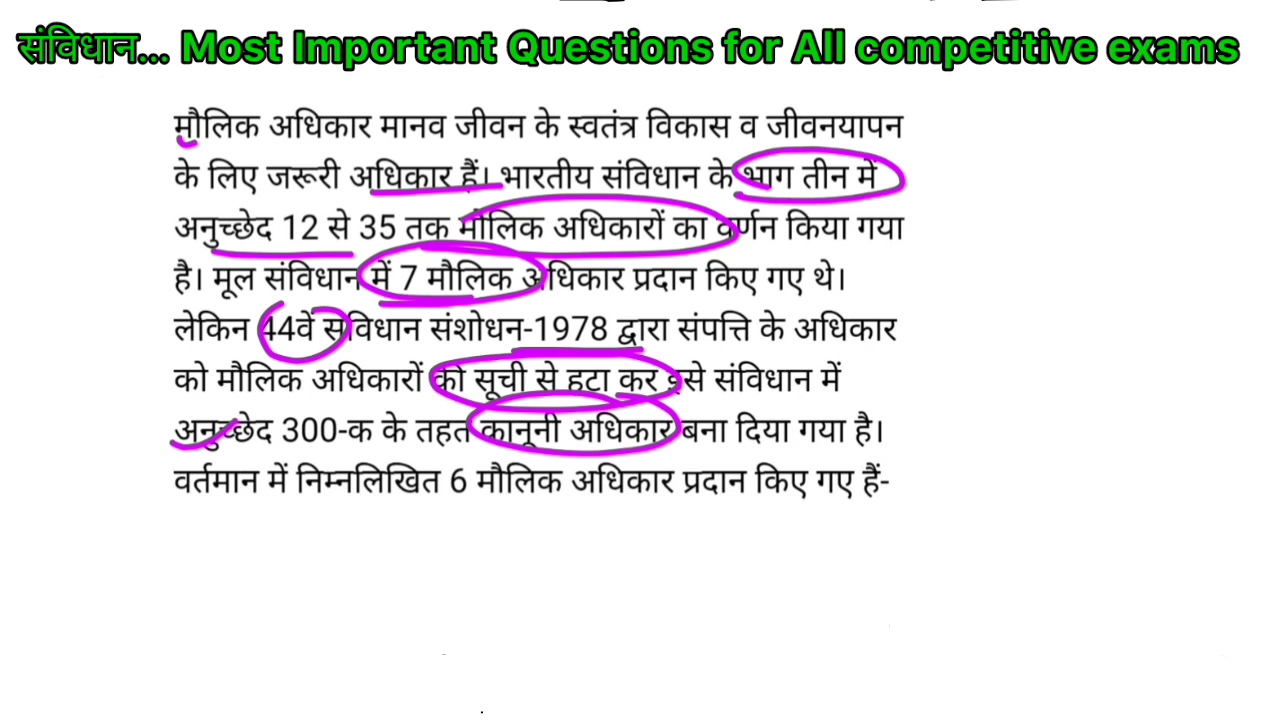 संविधान... Most Important Questions for All competitive exams
मौलिक अधिकार मानव जीवन के स्वतंत्र विकास व जीवनयापन
के लिए जरूरी अधिकार हैं। भारतीय संविधान के भाग तीन में
अनुच्छेद 12 से 35 तक मौलिक अधिकारों का वर्णन किया गया
है। मूल संविधान में 7 मौलिक अधिकार प्रदान किए गए थे।
लेकिन 44वें संविधान संशोधन-1978 द्वारा संपत्ति के अधिकार
को मौलिक अधिकारों की सूची से हटा कर इसे संविधान में
अनुच्छेद 300-क के तहत कानूनी अधिकार बना दिया गया है।
वर्तमान में निम्नलिखित 6 मौलिक अधिकार प्रदान किए गए हैं-